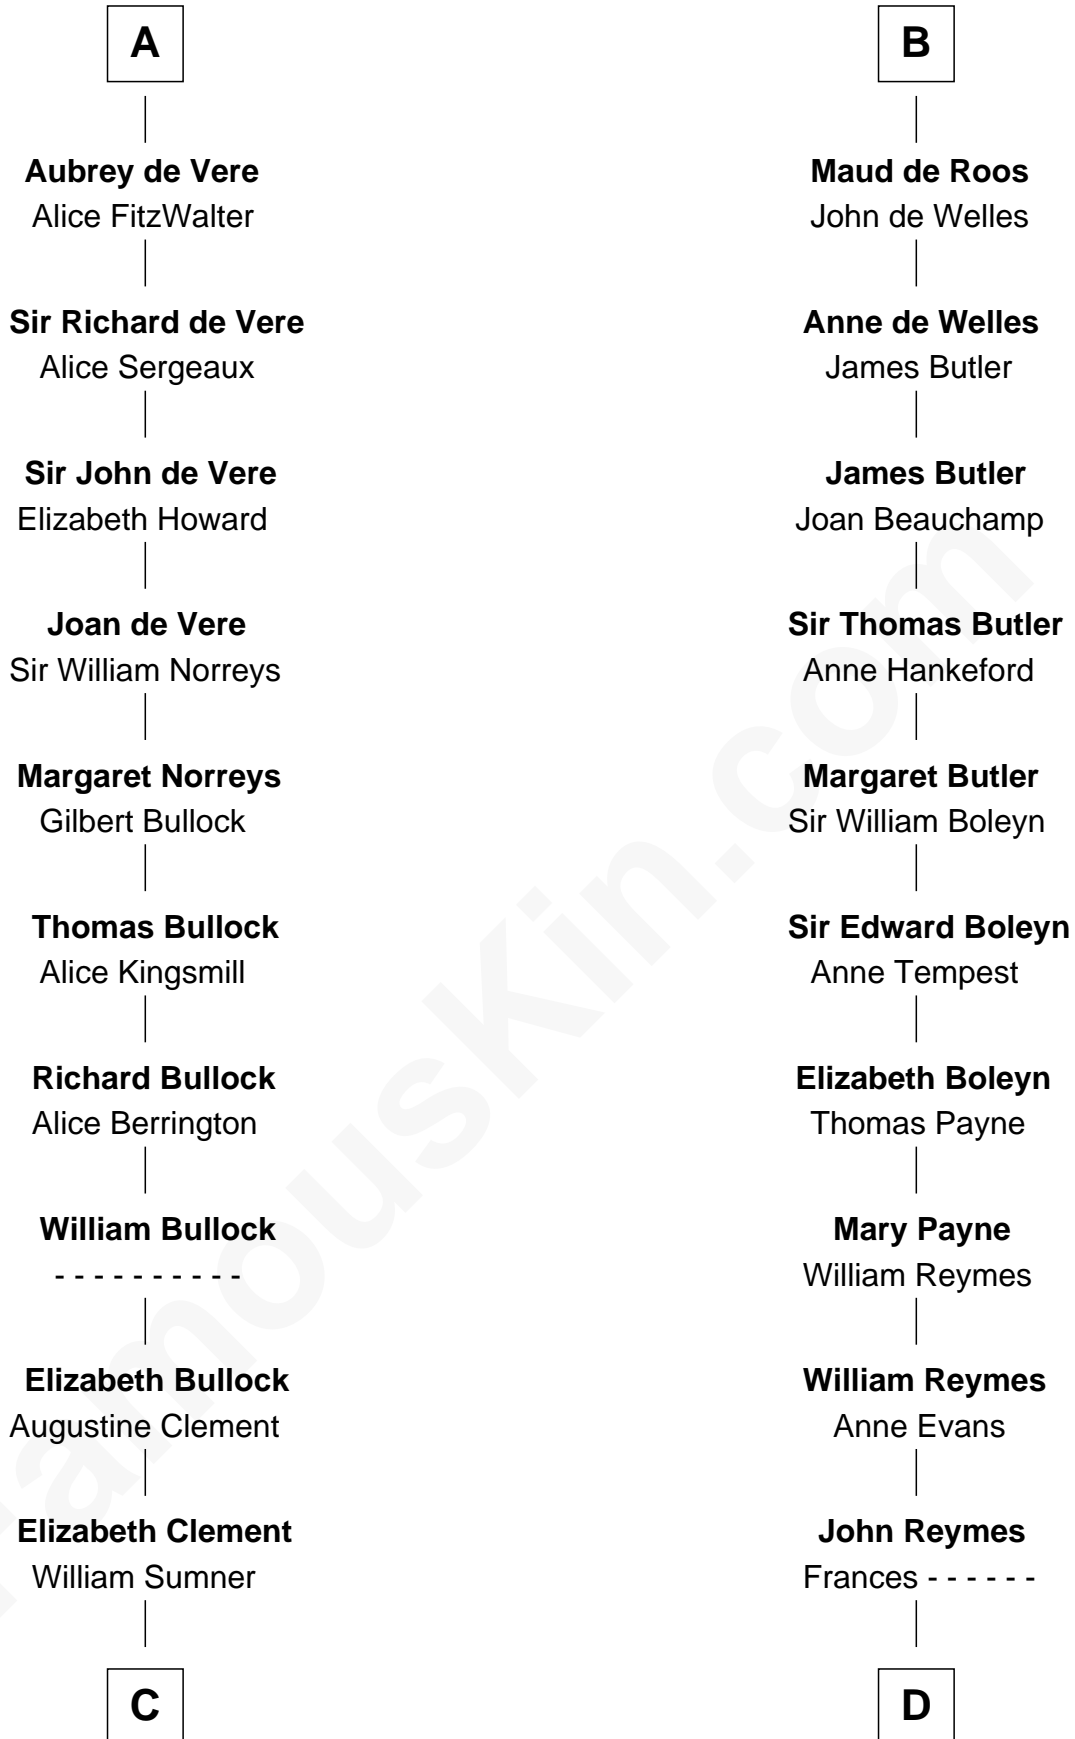 A
Aubrey de Vere
Alice FitzWalter
Sir Richard de Vere
Alice Sergeaux
Sir John de Vere
Elizabeth Howard
Joan de Vere
Sir William Norreys
Margaret Norreys
Gilbert Bullock
Thomas Bullock
Alice Kingsmill
Richard Bullock
Alice Berrington
William Bullock
- - - - - - - - - -
Elizabeth Bullock
Augustine Clement
Elizabeth Clement
William Sumner
C
B
Maud de Roos
John de Welles
Anne de Welles
James Butler
James Butler
Joan Beauchamp
Sir Thomas Butler
Anne Hankeford
Margaret Butler
Sir William Boleyn
Sir Edward Boleyn
Anne Tempest
Elizabeth Boleyn
Thomas Payne
Mary Payne
William Reymes
William Reymes
Anne Evans
John Reymes
Frances - - - - - -
D
FamousKin.com